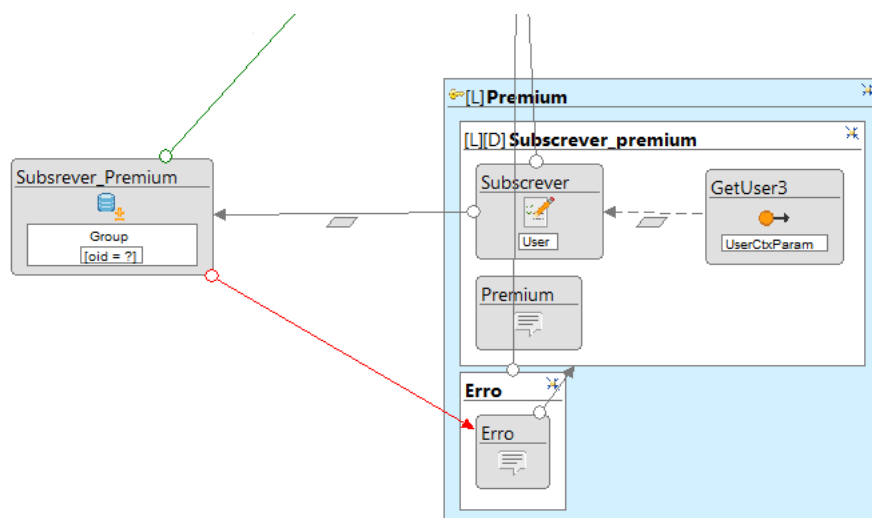 [L]Premium
[L][D] Subscrever_premium
Subsrever_Premium
Group
[oid = ?]
Subscrever
User
GetUser3
UserCtxParam
Premium
Erro
Erro